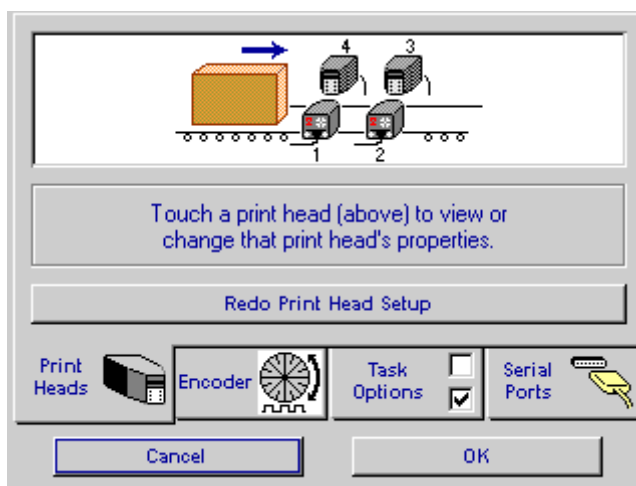 4 3
1 2
Touch a print head (above) to view or
change that print head's properties.
Redo Print Head Setup
Print
Heads
Encoder
Task
Options
Serial
Ports
Cancel
OK